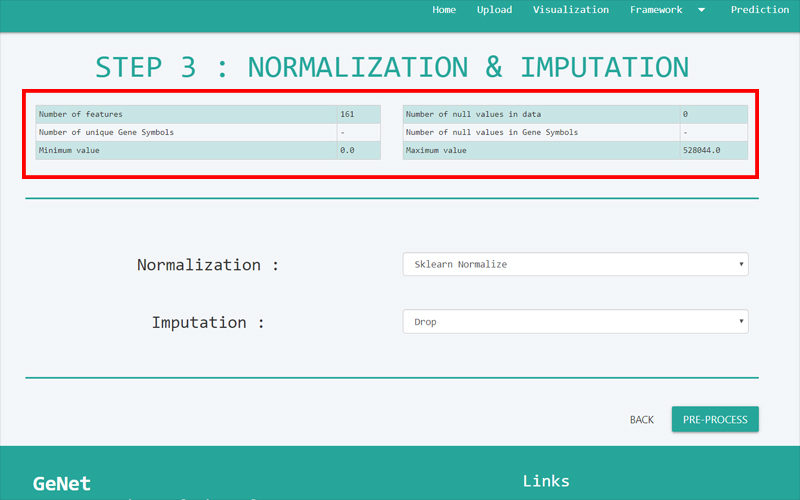 Home Upload Visualization Framework Prediction
STEP 3 : NORMALIZATION & IMPUTATION
Number of features 161
Number of unique Gene Symbols -
Minimum value 0.0
Number of null values in data 0
Number of null values in Gene Symbols -
Maximum value 528044.0
Normalization : Sklearn Normalize
Imputation : Drop
BACK PRE-PROCESS
GeNet Links